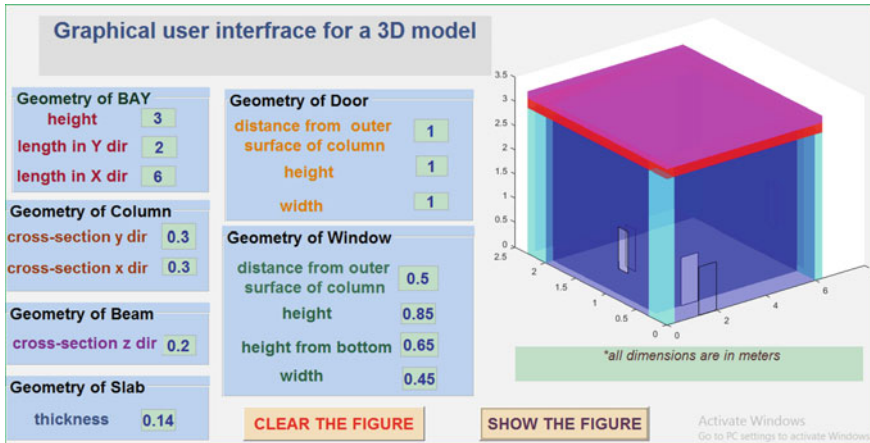 Graphical user interfrace for a 3D model
Geometry of BAY
height 3
length in Y dir 2
length in X dir 6
Geometry of Column
cross-section y dir 0.3
cross-section x dir 0.3
Geometry of Beam
cross-section z dir 0.2
Geometry of Slab
thickness 0.14
Geometry of Door
distance from outer
surface of column 1
height 1
width 1
Geometry of Window
distance from outer
surface of column 0.5
height 0.85
height from bottom 0.65
width 0.45
CLEAR THE FIGURE
SHOW THE FIGURE
3.5
3
2.5
2
1.5
1
0.5
0
2.5
2
1.5
1
0.5
0
0
2
4
6
*all dimensions are in meters
Activate Windows
Go to PC settings to activate Windows